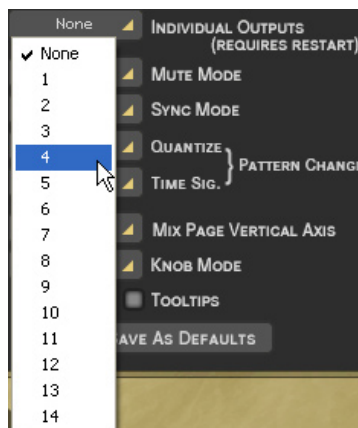 None
INDIVIDUAL OUTPUTS
(REQUIRES RESTART)
✓ None
1
2
3
4
5
6
7
8
9
10
11
12
13
14
MUTE MODE
SYNC MODE
QUANTIZE
TIME SIG.
PATTERN CHANGE
MIX PAGE VERTICAL AXIS
KNOB MODE
TOOLTIPS
AVE AS DEFAULTS